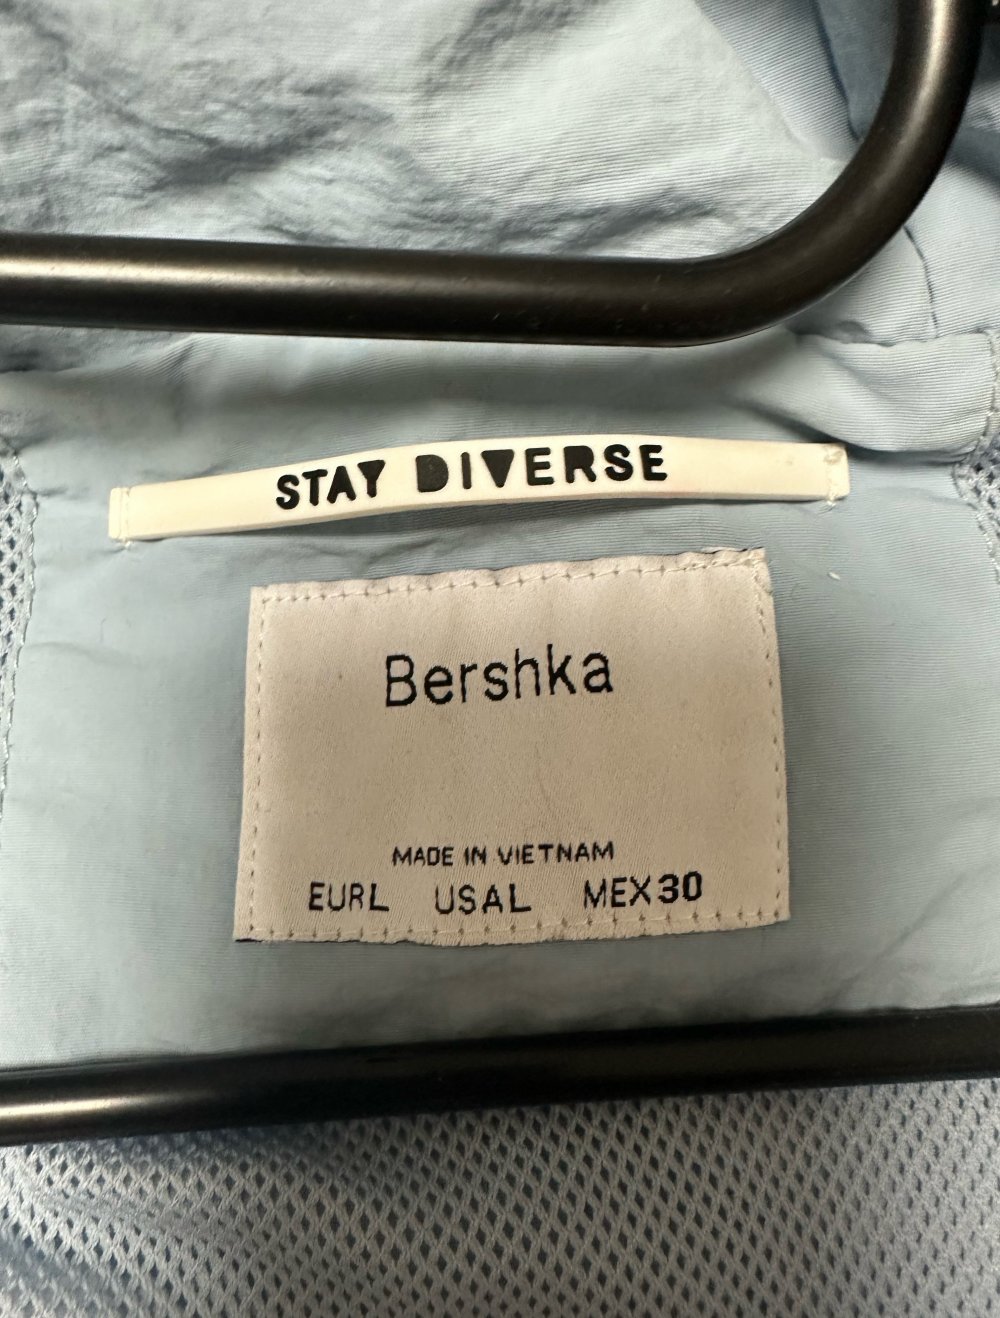 STAY DIVERSE
Bershka
MADE IN VIETNAM
EURL USAL MEX30